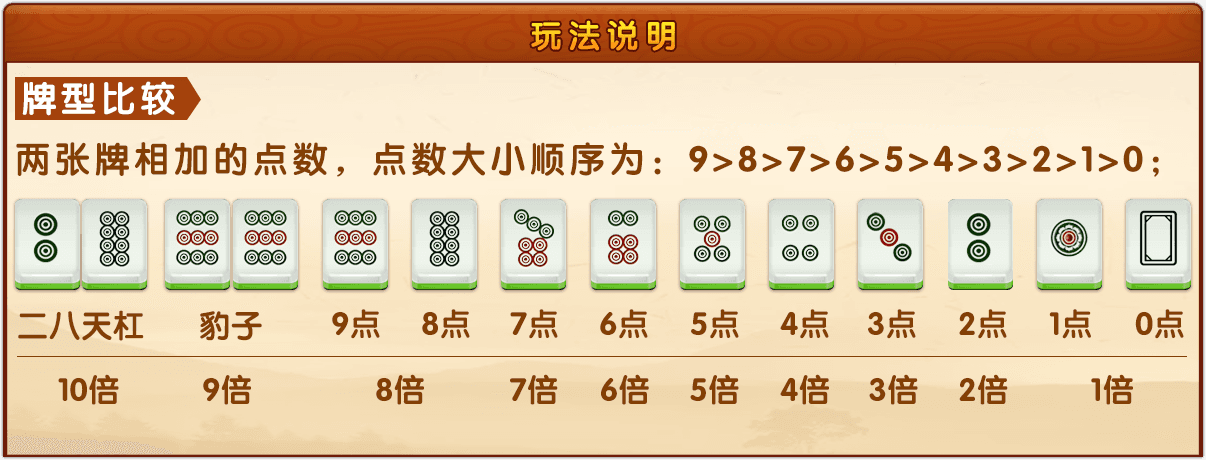 玩法说明
牌型比较
两张牌相加的点数，点数大小顺序为：9>8>7>6>5>4>3>2>1>0；
二八天杠 豹子 9点 8点 7点 6点 5点 4点 3点 2点 1点 0点
10倍 9倍 8倍 7倍 6倍 5倍 4倍 3倍 2倍 1倍